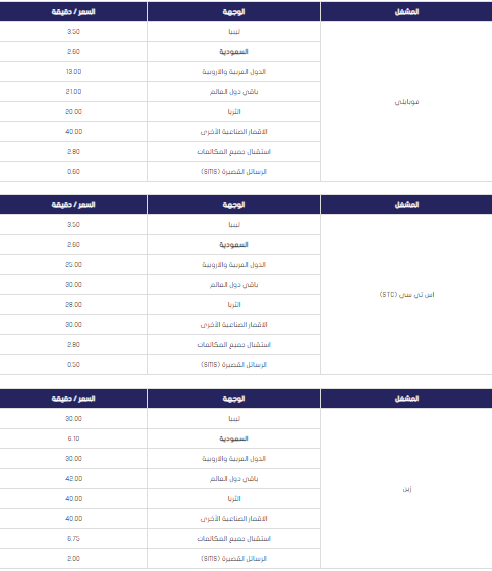 المشغل الوجهة السعر / دقيقة
ليبيا 3.50
السعودية 2.60
الدول العربية والاروبية 13.00
باقي دول العالم 21.00
موبايلي
الثريا 20.00
الاقمار الصناعية الأخرى 40.00
استقبال جميع المكالمات 2.80
الرسائل القصيرة (SMS) 0.60
المشغل الوجهة السعر / دقيقة
ليبيا 3.50
السعودية 2.60
الدول العربية والاروبية 25.00
باقي دول العالم 30.00
اس تي سي (STC)
الثريا 28.00
الاقمار الصناعية الأخرى 30.00
استقبال جميع المكالمات 2.80
الرسائل القصيرة (SMS) 0.50
المشغل الوجهة السعر / دقيقة
ليبيا 30.00
السعودية 6.10
الدول العربية والاروبية 30.00
باقي دول العالم 42.00
زين
الثريا 40.00
الاقمار الصناعية الأخرى 40.00
استقبال جميع المكالمات 6.75
الرسائل القصيرة (SMS) 2.00